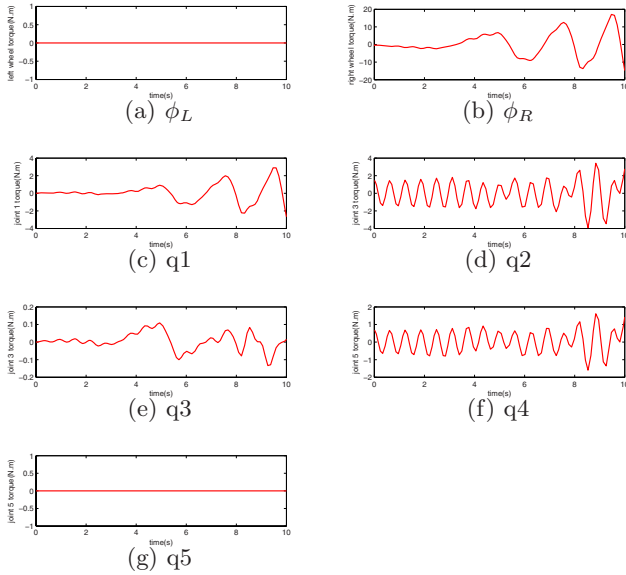 left wheel torque(N.m)
1
0.5
0
−0.5
−1
0 2 4 6 8 10
time(s)
(a) ϕL
right wheel torque(N.m)
20
10
0
−10
−20
0 2 4 6 8 10
time(s)
(b) ϕR
joint 1 torque(N.m)
4
2
0
−2
−4
0 2 4 6 8 10
time(s)
(c) q1
joint 3 torque(N.m)
4
2
0
−2
−4
0 2 4 6 8 10
time(s)
(d) q2
joint 3 torque(N.m)
0.2
0.1
0
−0.1
−0.2
0 2 4 6 8 10
time(s)
(e) q3
joint 5 torque(N.m)
2
1
0
−1
−2
0 2 4 6 8 10
time(s)
(f) q4
joint 5 torque(N.m)
1
0.5
0
−0.5
−1
0 2 4 6 8 10
time(s)
(g) q5